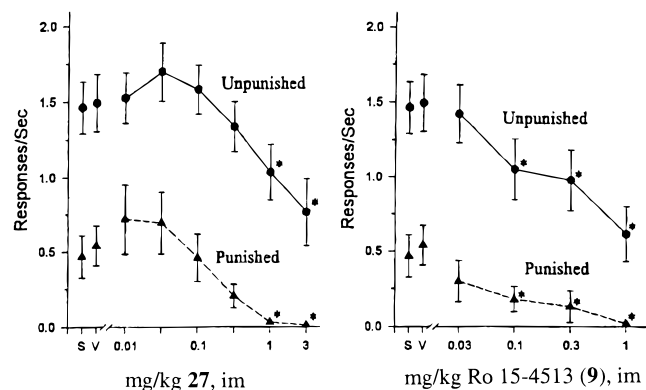 2.0
1.5
1.0
0.5
0.0
Responses/Sec
Unpunished
Punished
*
*
*
*
S V 0.01 0.1 1 3
mg/kg 27, im
2.0
1.5
1.0
0.5
0.0
Responses/Sec
Unpunished
Punished
*
*
*
*
*
*
S V 0.03 0.1 0.3 1
mg/kg Ro 15-4513 (9), im